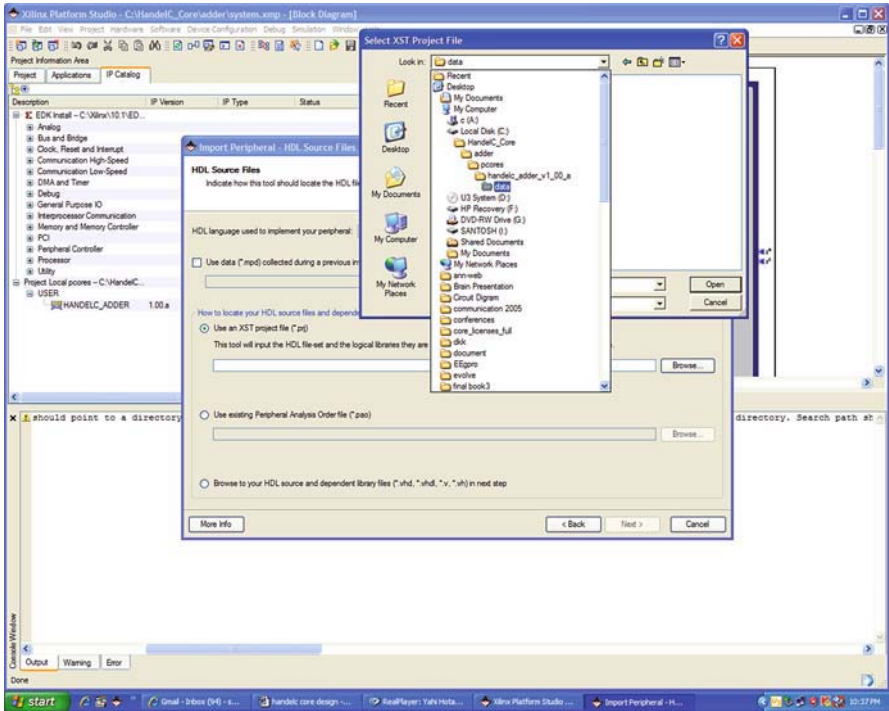 Xilinx Platform Studio - C:\HandelC_Core\adder\system.xmp - [Block Diagram]
File Edit View Project Hardware Software Device Configuration Debug Simulation Window
Project Information Area
Project Applications IP Catalog
Description IP Version IP Type Status
EDK Install - C:\Xilinx\10.1\ED...
Analog
Bus and Bridge
Clock, Reset and Interrupt
Communication High-Speed
Communication Low-Speed
DMA and Timer
Debug
General Purpose IO
Interprocessor Communication
Memory and Memory Controller
PCI
Peripheral Controller
Processor
Utility
Project Local pcores - C:\HandelC...
USER
HANDELC_ADDER 1.00.a
Import Peripheral - HDL Source Files
HDL Source Files
Indicate how this tool should locate the HDL
HDL language used to implement your peripheral:
Use data (*.mpd) collected during a previous
How to locate your HDL source files and
Use an XST project file (*.prj)
This tool will input the HDL file-set and the logical libraries they are
Browse...
Use existing Peripheral Analysis Order file (*.pao)
Browse...
Browse to your HDL source and dependent library files (*.vhd, *.vhdl, *.v, *.vh) in next step
More Info < Back Next > Cancel
Select XST Project File
Look in: data
Recent
Desktop
My Documents
My Computer
My Network Places
Recent
Desktop
My Documents
My Computer
c (A:)
Local Disk (C:)
HandelC_Core
adder
pcores
handelc_adder_v1_00_a
data
U3 System (D:)
HP Recovery (F:)
DVD-RW Drive (G:)
SANTOSH (I:)
Shared Documents
My Documents
My Network Places
ann-web
Brain Presentation
Circuit Digram
communication 2005
conferences
core_licenses_full
dkk
document
EEgpro
evolve
final book3
Open
Cancel
should point to a directory
directory. Search path sh
Console Window
Output Warning Error
Done
start
Gmail - Inbox (94) - s...
handelc core design -...
RealPlayer: Yahi Hota...
Xilinx Platform Studio ...
Import Peripheral - H...
10:37 PM